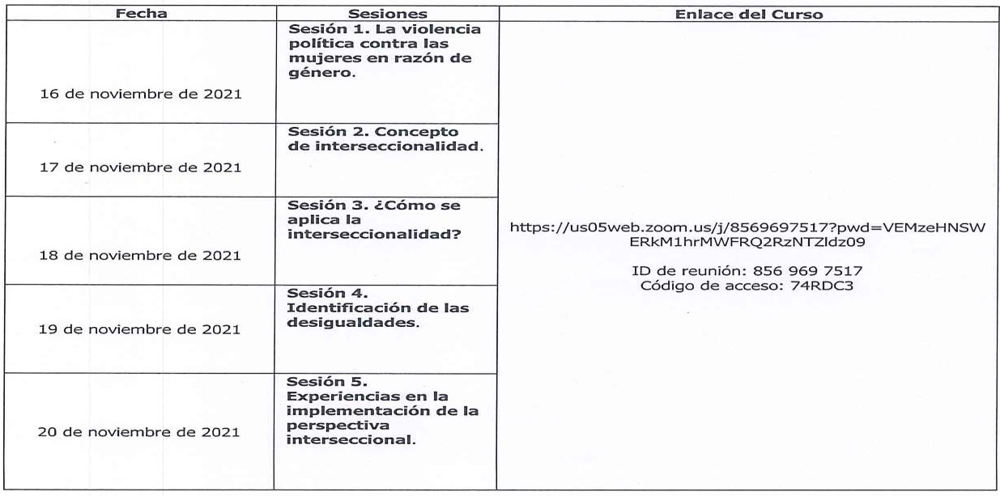 Fecha Sesiones Enlace del Curso
16 de noviembre de 2021
Sesión 1. La violencia
política contra las
mujeres en razón de
género.
17 de noviembre de 2021
Sesión 2. Concepto
de interseccionalidad.
18 de noviembre de 2021
Sesión 3. ¿Cómo se
aplica la
interseccionalidad?
19 de noviembre de 2021
Sesión 4.
Identificación de las
desigualdades.
20 de noviembre de 2021
Sesión 5.
Experiencias en la
implementación de la
perspectiva
interseccional.
https://us05web.zoom.us/j/8569697517?pwd=VEMzeHNSW
ERkM1hrMWFRQ2RzNTZIdz09
ID de reunión: 856 969 7517
Código de acceso: 74RDC3